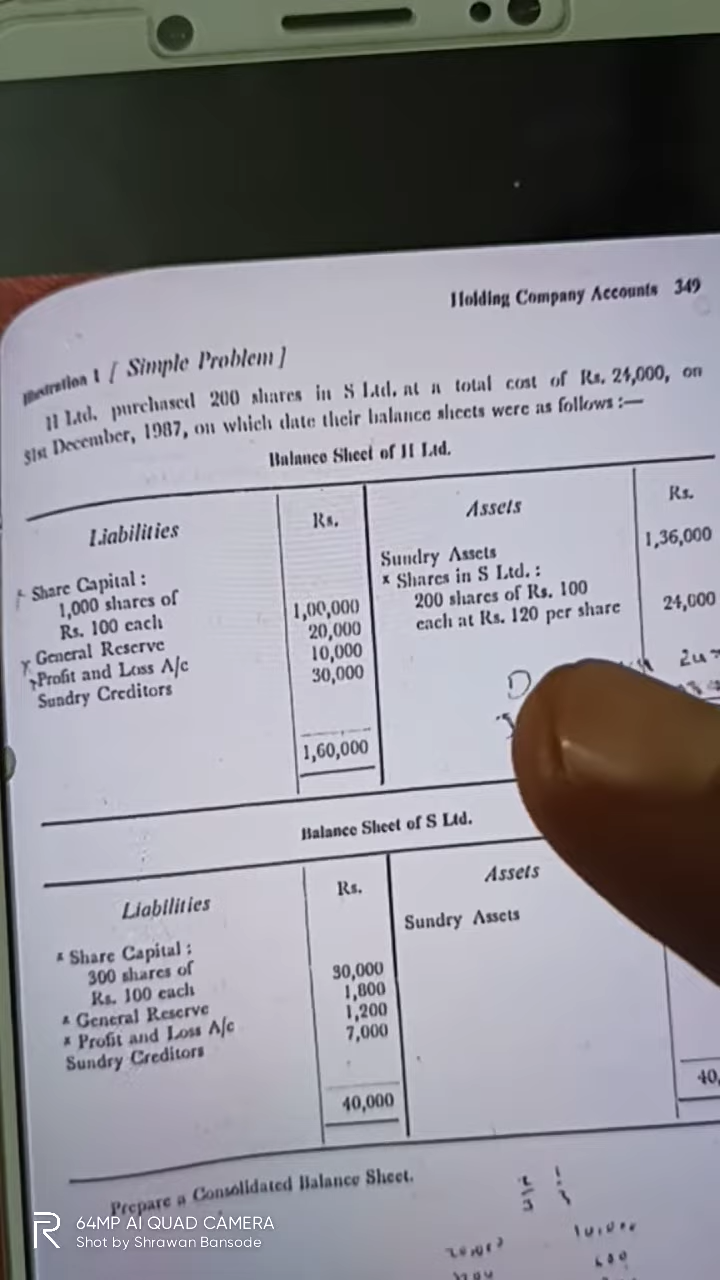 Holding Company Accounts 349
Illustration 1 [ Simple Problem ]
H Ltd. purchased 200 shares in S Ltd. at a total cost of Rs. 24,000, on
31st December, 1987, on which date their balance sheets were as follows :—
Balance Sheet of H Ltd.
Liabilities Rs. Assets Rs.
Sundry Assets 1,36,000
Share Capital : × Shares in S Ltd. :
1,000 shares of 200 shares of Rs. 100
Rs. 100 each 1,00,000 each at Rs. 120 per share 24,000
General Reserve 20,000
Profit and Loss A/c 10,000
Sundry Creditors 30,000
1,60,000
Balance Sheet of S Ltd.
Liabilities Rs. Assets
Sundry Assets
× Share Capital :
300 shares of
Rs. 100 each 30,000
× General Reserve 1,800
× Profit and Loss A/c 1,200
Sundry Creditors 7,000
40,000 40,
Prepare a Consolidated Balance Sheet.
R 64MP AI QUAD CAMERA
Shot by Shrawan Bansode